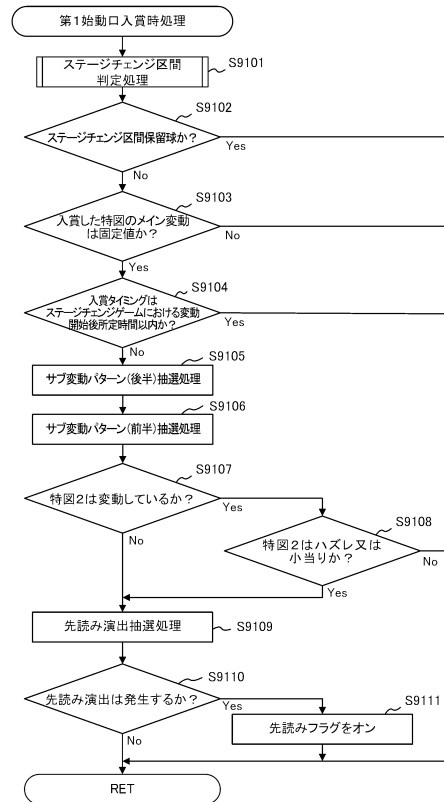 第1始動口入賞時処理
ステージチェンジ区間
判定処理
S9101
S9102
ステージチェンジ区間保留球か？
Yes
No
S9103
入賞した特図のメイン変動
は固定値か？
No
Yes
S9104
入賞タイミングは
ステージチェンジゲームにおける変動
開始後所定時間以内か？
Yes
No
S9105
サブ変動パターン(後半)抽選処理
S9106
サブ変動パターン(前半)抽選処理
S9107
特図2は変動しているか？
Yes
No
S9108
特図2はハズレ又は
小当りか？
No
Yes
先読み演出抽選処理
S9109
S9110
先読み演出は発生するか？
Yes
No
S9111
先読みフラグをオン
RET